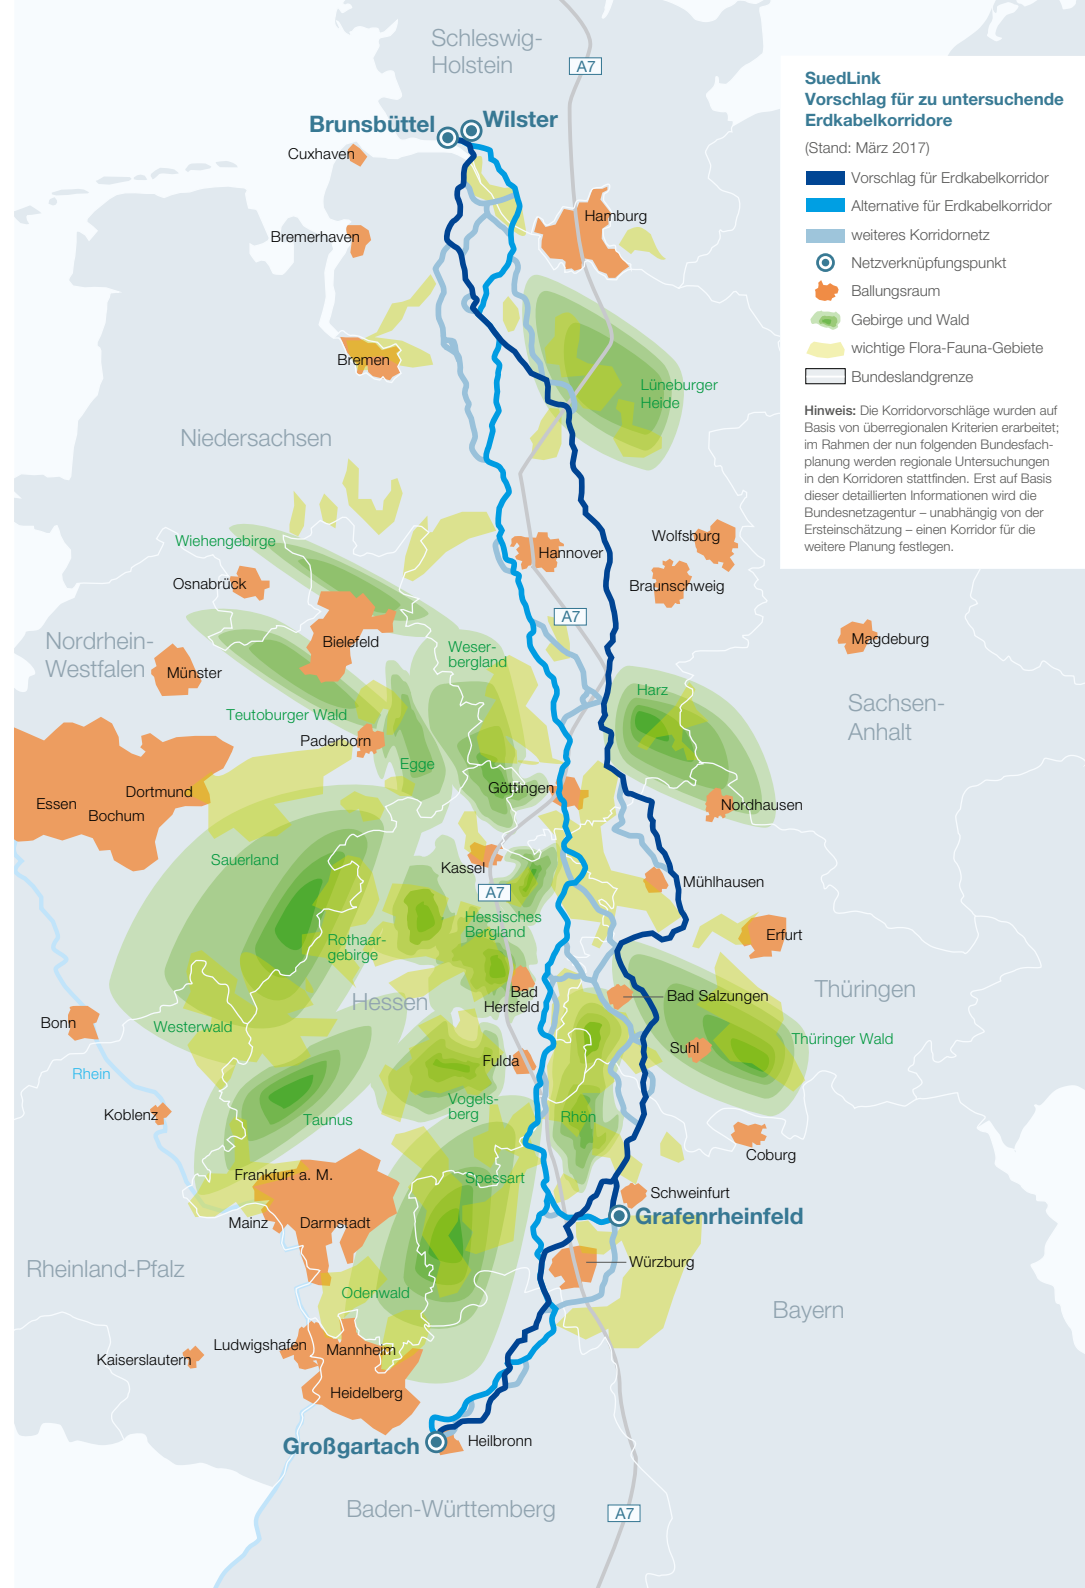 Schleswig-
Holstein
A7
SuedLink
Vorschlag für zu untersuchende
Erdkabelkorridore
(Stand: März 2017)
Vorschlag für Erdkabelkorridor
Alternative für Erdkabelkorridor
weiteres Korridornetz
Netzverknüpfungspunkt
Ballungsraum
Gebirge und Wald
wichtige Flora-Fauna-Gebiete
Bundeslandgrenze
Hinweis: Die Korridorvorschläge wurden auf
Basis von überregionalen Kriterien erarbeitet;
im Rahmen der nun folgenden Bundesfach-
planung werden regionale Untersuchungen
in den Korridoren stattfinden. Erst auf Basis
dieser detaillierten Informationen wird die
Bundesnetzagentur – unabhängig von der
Ersteinschätzung – einen Korridor für die
weitere Planung festlegen.
Brunsbüttel
Wilster
Cuxhaven
Hamburg
Bremerhaven
Bremen
Lüneburger
Heide
Niedersachsen
Wiehengebirge
Hannover
Wolfsburg
Osnabrück
Braunschweig
A7
Nordrhein-
Westfalen
Bielefeld
Magdeburg
Münster
Weser-
bergland
Harz
Sachsen-
Anhalt
Teutoburger Wald
Paderborn
Egge
Göttingen
Dortmund
Essen
Bochum
Nordhausen
Sauerland
Kassel
Mühlhausen
A7
Hessisches
Bergland
Rothaar-
gebirge
Erfurt
Hessen
Bad
Hersfeld
Bad Salzungen
Thüringen
Bonn
Westerwald
Thüringer Wald
Suhl
Fulda
Rhein
Vogels-
berg
Rhön
Koblenz
Taunus
Coburg
Frankfurt a. M.
Spessart
Schweinfurt
Mainz
Darmstadt
Grafenrheinfeld
Würzburg
Rheinland-Pfalz
Odenwald
Bayern
Ludwigshafen
Mannheim
Kaiserslautern
Heidelberg
Großgartach
Heilbronn
Baden-Württemberg
A7